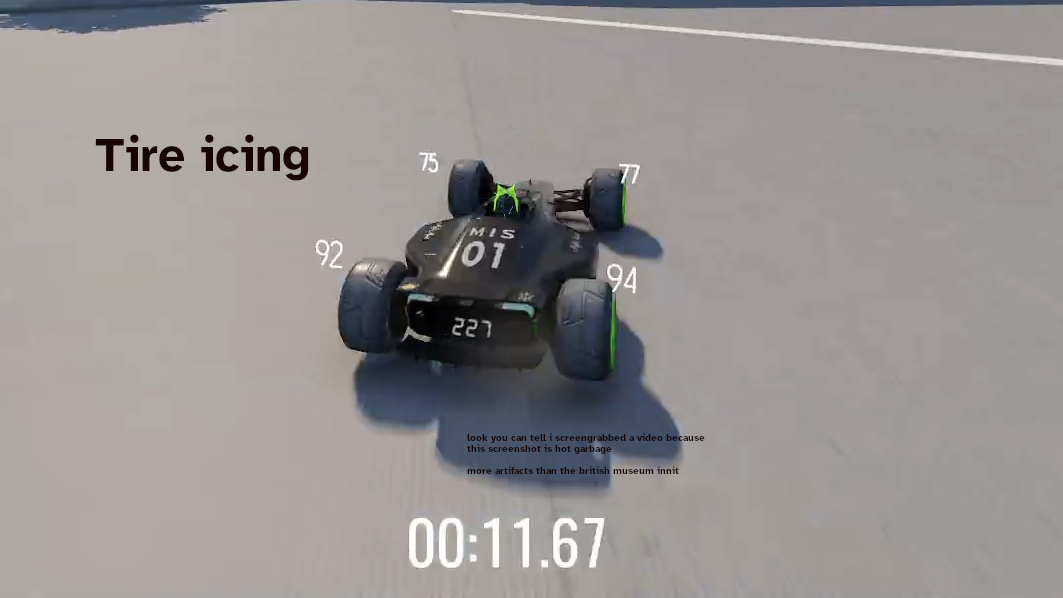 Tire icing
75
77
92
94
MIS
01
227
look you can tell i screengrabbed a video because
this screenshot is hot garbage
more artifacts than the british museum innit
00:11.67